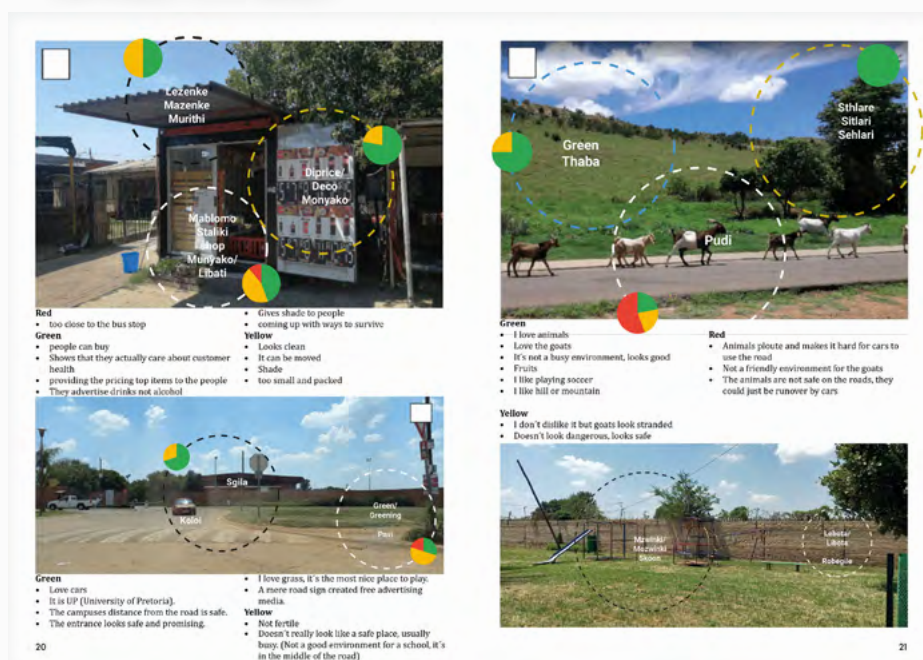 Lezenke
Mazenke
Murithi
Diprice/
Deco
Monyako
Mablomo
Staliki
shop
Munyako/
Libati
Red
• too close to the bus stop
Green
• people can buy
• Shows that they actually care about customer
health
• providing the pricing top items to the people
• They advertise drinks not alcohol
• Gives shade to people
• coming up with ways to survive
Yellow
• Looks clean
• It can be moved
• Shade
• too small and packed
Sgila
Koloi
Green/
Greening
Pasi
Green
• Love cars
• It is UP (University of Pretoria).
• The campuses distance from the road is safe.
• The entrance looks safe and promising.
• I love grass, it's the most nice place to play.
• A mere road sign created free advertising
media.
Yellow
• Not fertile
• Doesn't really look like a safe place, usually
busy. (Not a good environment for a school, it's
in the middle of the road)
20
Green
Thaba
Sthlare
Sitlari
Sehlari
Pudi
Green
• I love animals
• Love the goats
• It's not a busy environment, looks good
• Fruits
• I like playing soccer
• I like hill or mountain
Red
• Animals ploute and makes it hard for cars to
use the road
• Not a friendly environment for the goats
• The animals are not safe on the roads, they
could just be runover by cars
Yellow
• I don't dislike it but goats look stranded
• Doesn't look dangerous, looks safe
Mzwinki/
Mozwinki
Skoon
Lebota/
Libota
Robegile
21